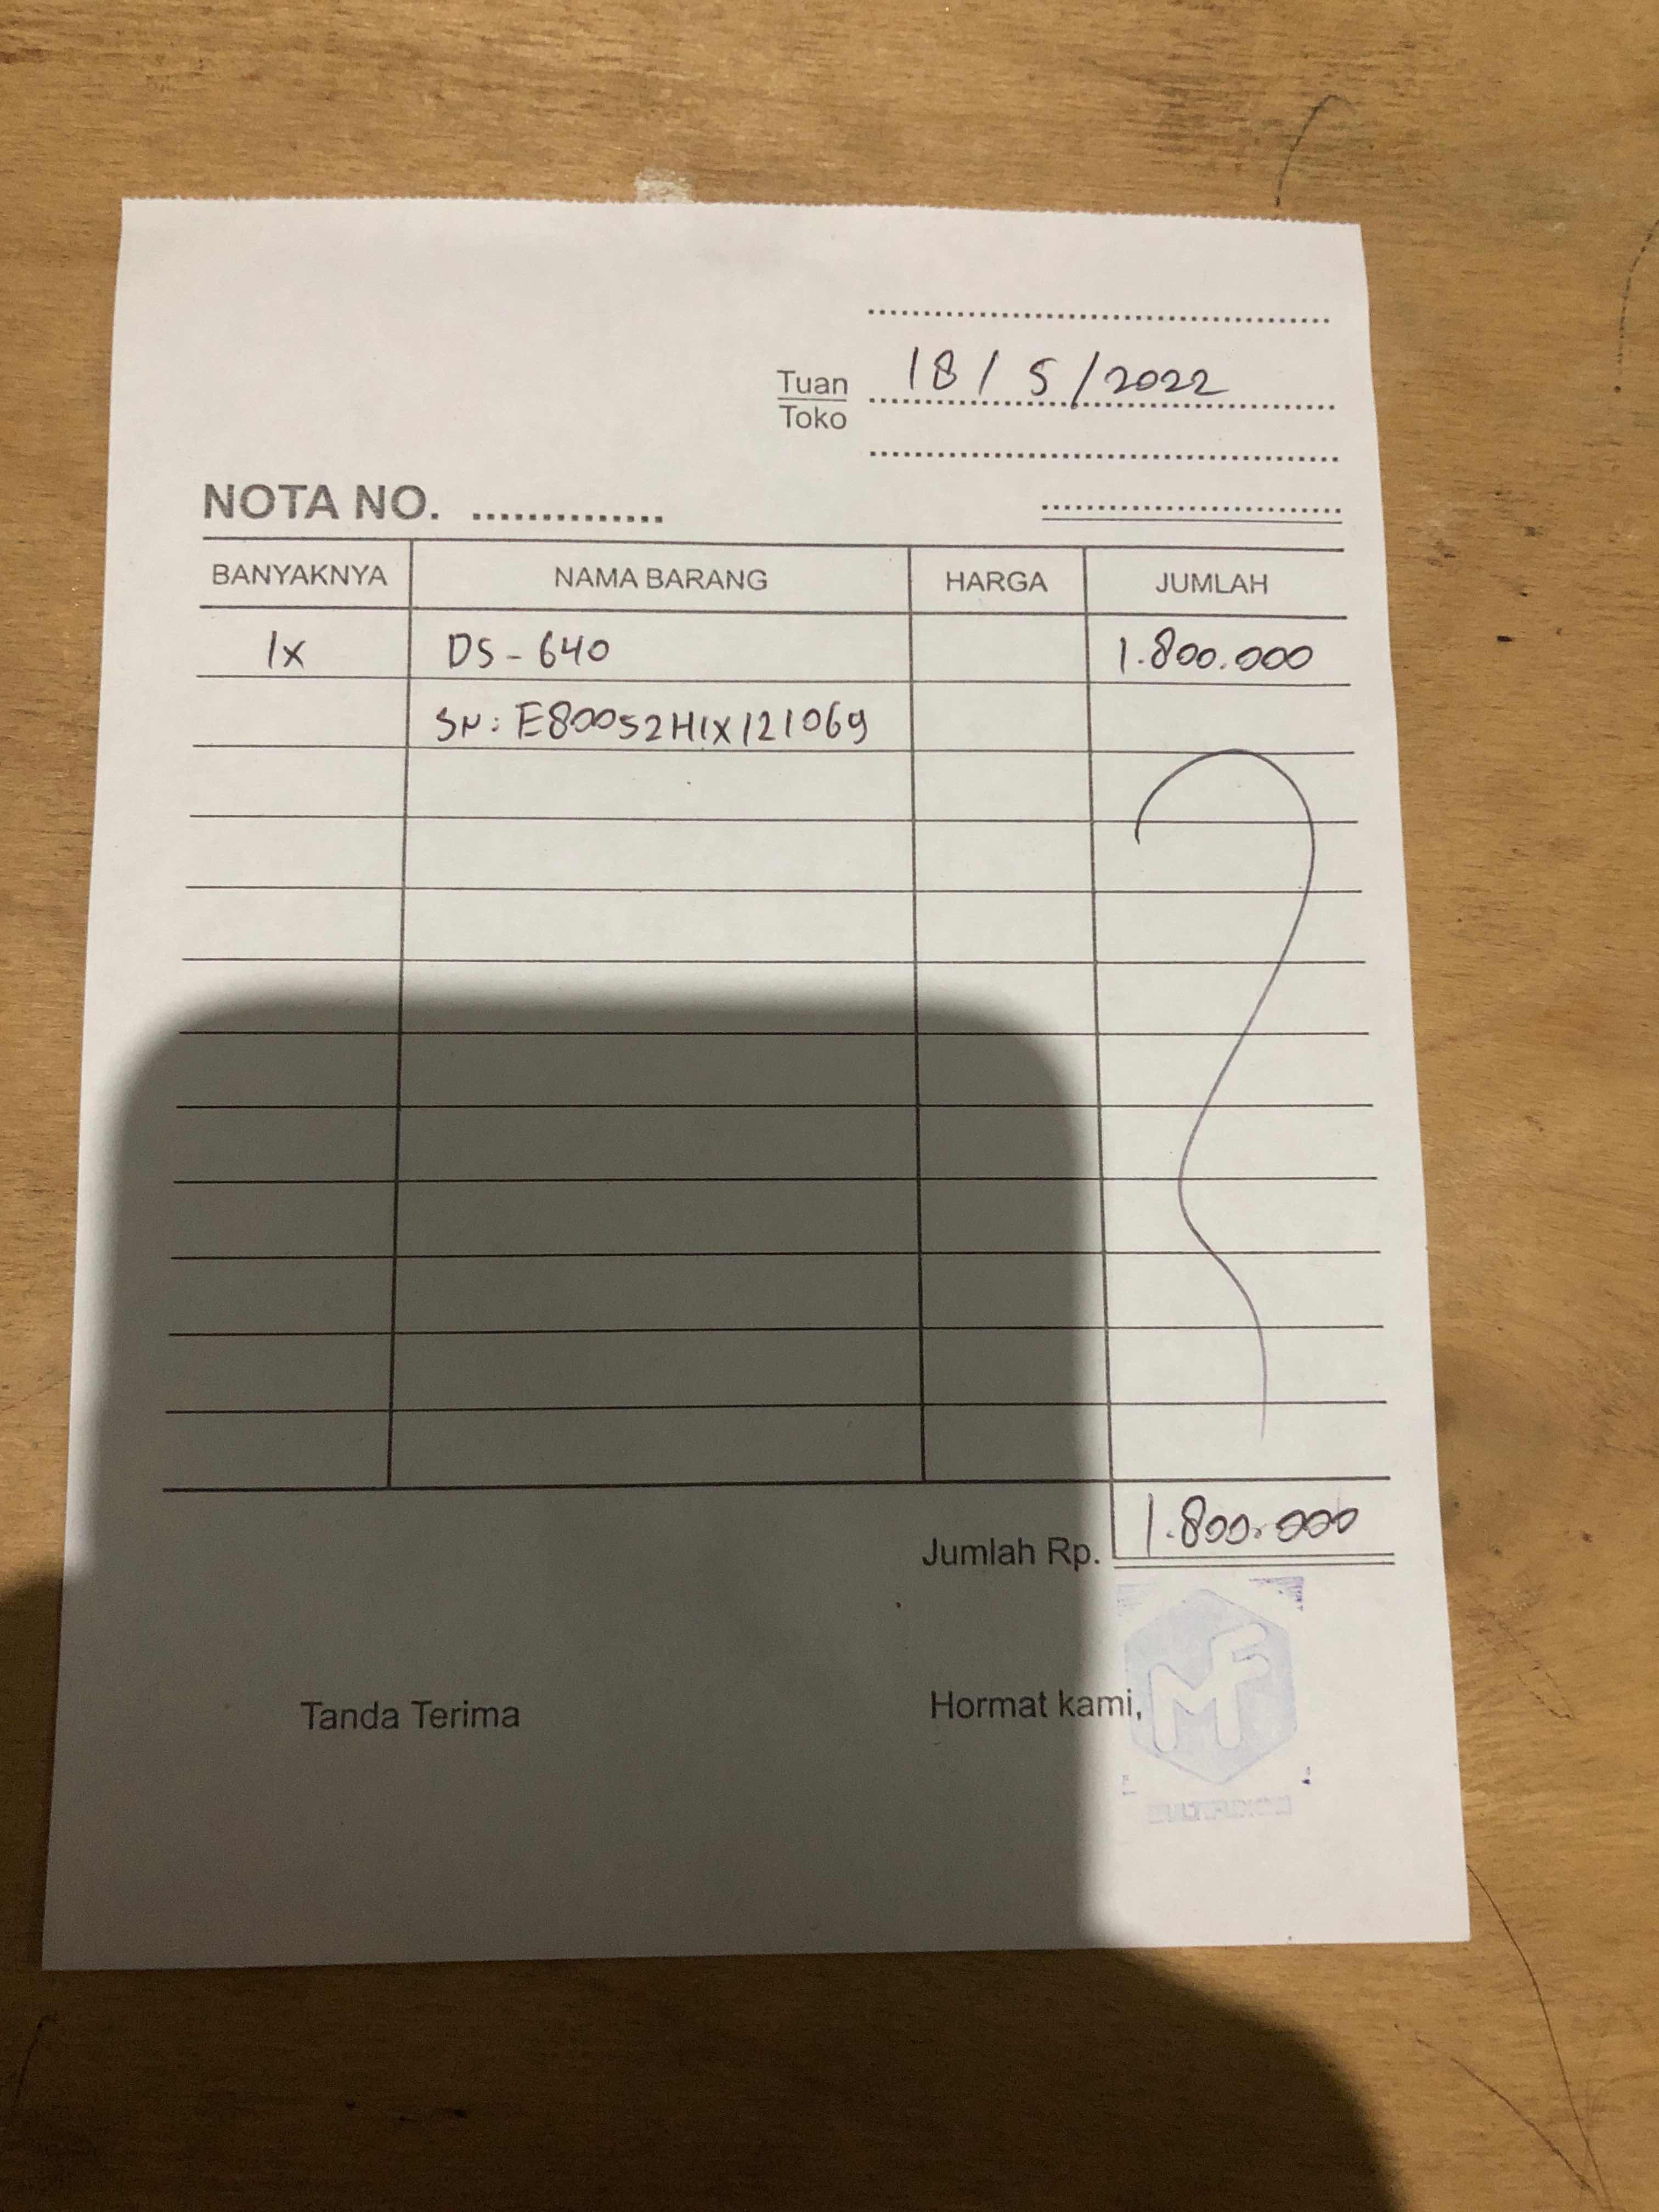 18 / 5 / 2022
Tuan
Toko
NOTA NO. ..............
BANYAKNYA NAMA BARANG HARGA JUMLAH
1x DS - 640 1.800.000
SN : E80052H1X121069
Jumlah Rp. 1.800.000
Tanda Terima Hormat kami,
MF